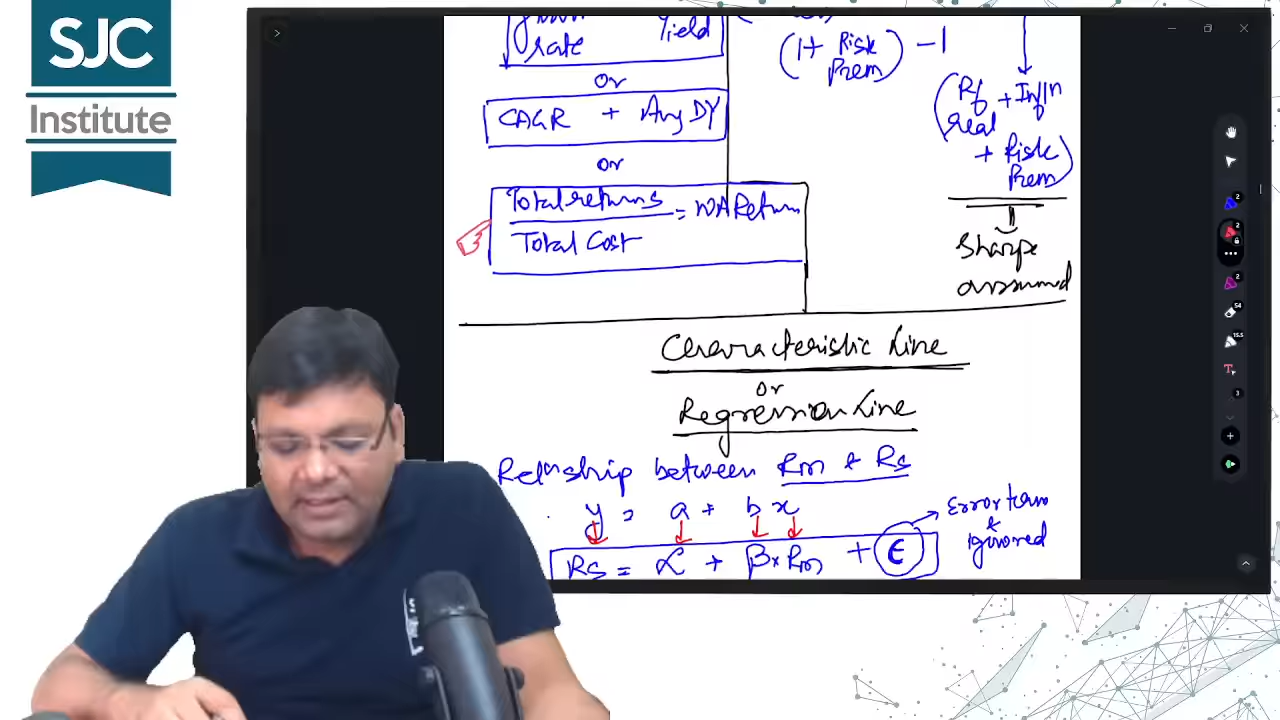 SJC
Institute
rate Yield
or
CAGR + Avg DY
or
Total returns = WA Return
Total Cost
(1+ Risk Prem) -1
(Rf real + Infln
+ Risk Prem)
Sharpe
assumed
Characteristic Line
or
Regression Line
Relnship between Rm & Rs
y = a + b x
Rs = α + β× Rm + ϵ
Error term
&
ignored